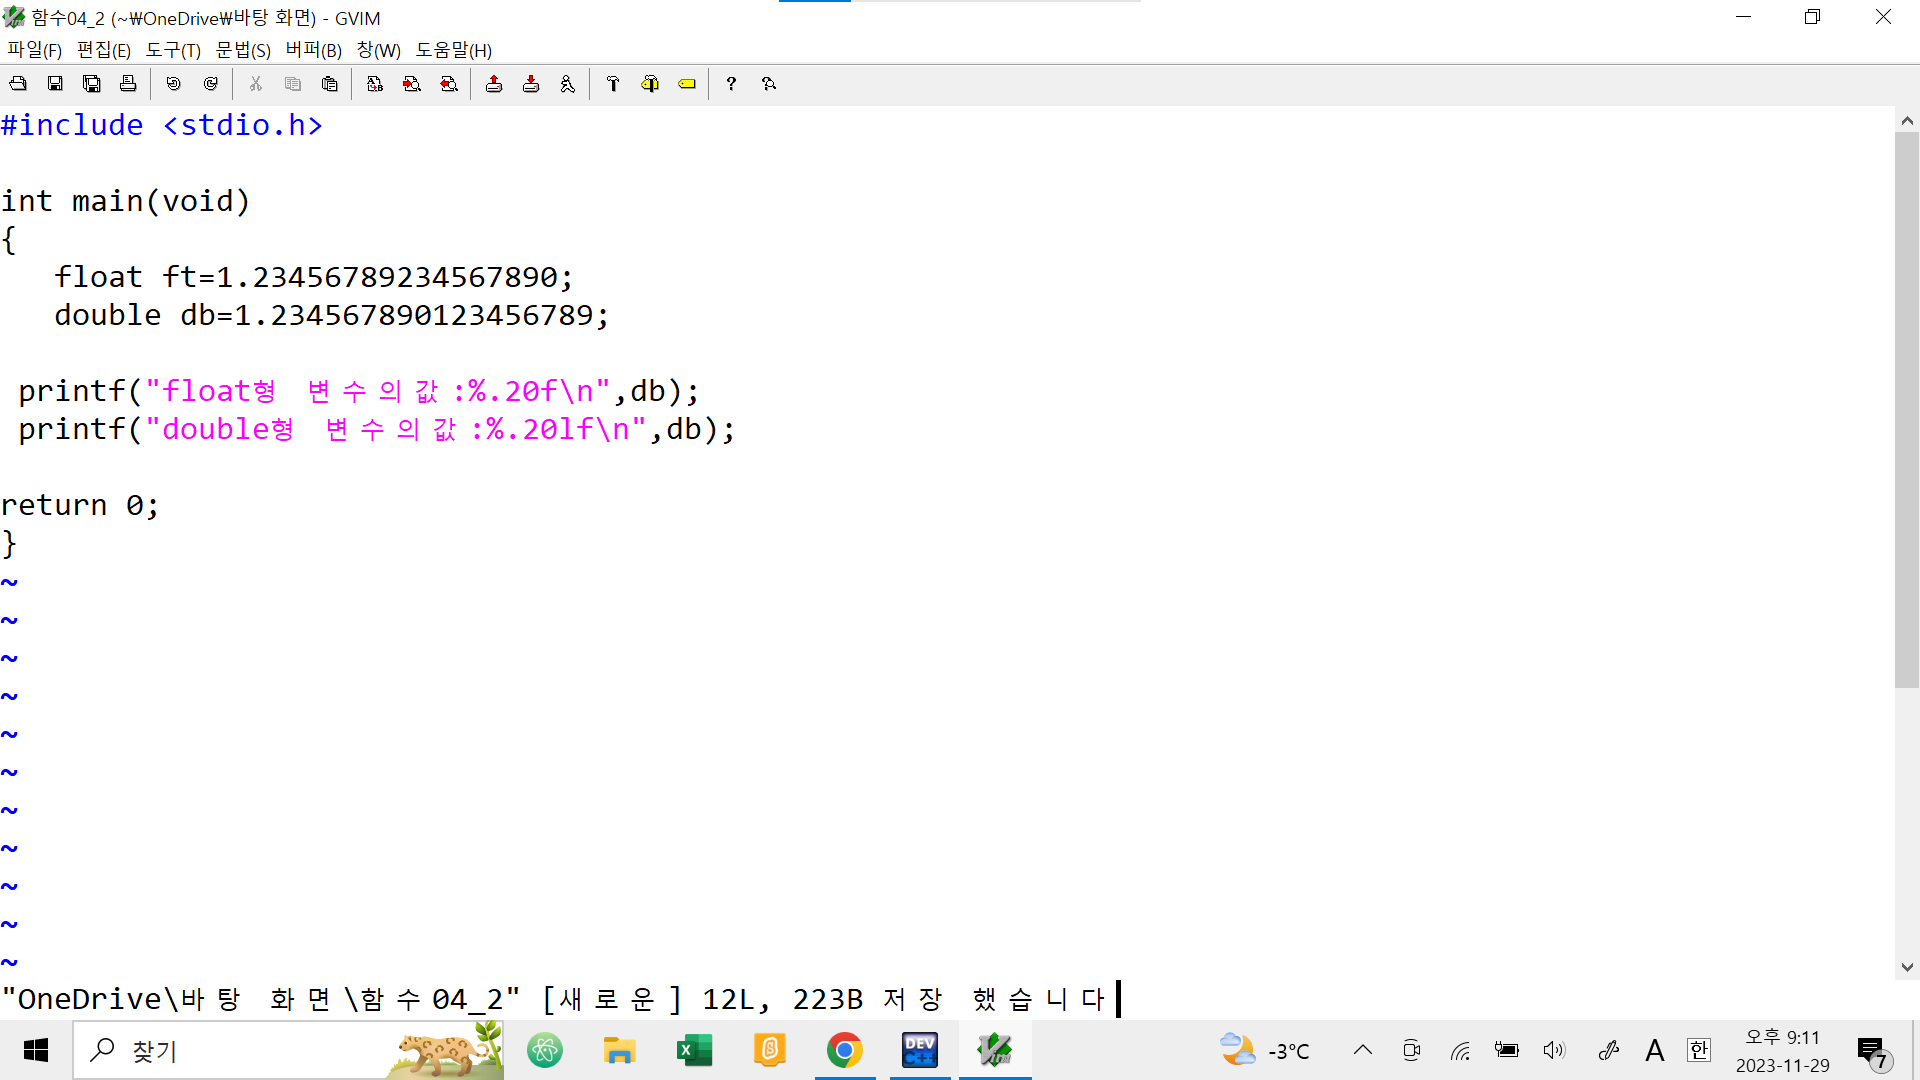 함수04_2 (~₩OneDrive₩바탕 화면) - GVIM
파일(F) 편집(E) 도구(T) 문법(S) 버퍼(B) 창(W) 도움말(H)
#include <stdio.h>
int main(void)
{
float ft=1.23456789234567890;
double db=1.234567890123456789;
printf("float형 변수의값:%.20f\n",db);
printf("double형 변수의값:%.20lf\n",db);
return 0;
}
~
~
~
~
~
~
~
~
~
~
~
"OneDrive\바탕 화면\함수04_2" [새로운] 12L, 223B 저장 했습니다
찾기
DEV
C++
-3°C
A
한
오후 9:11
2023-11-29
7